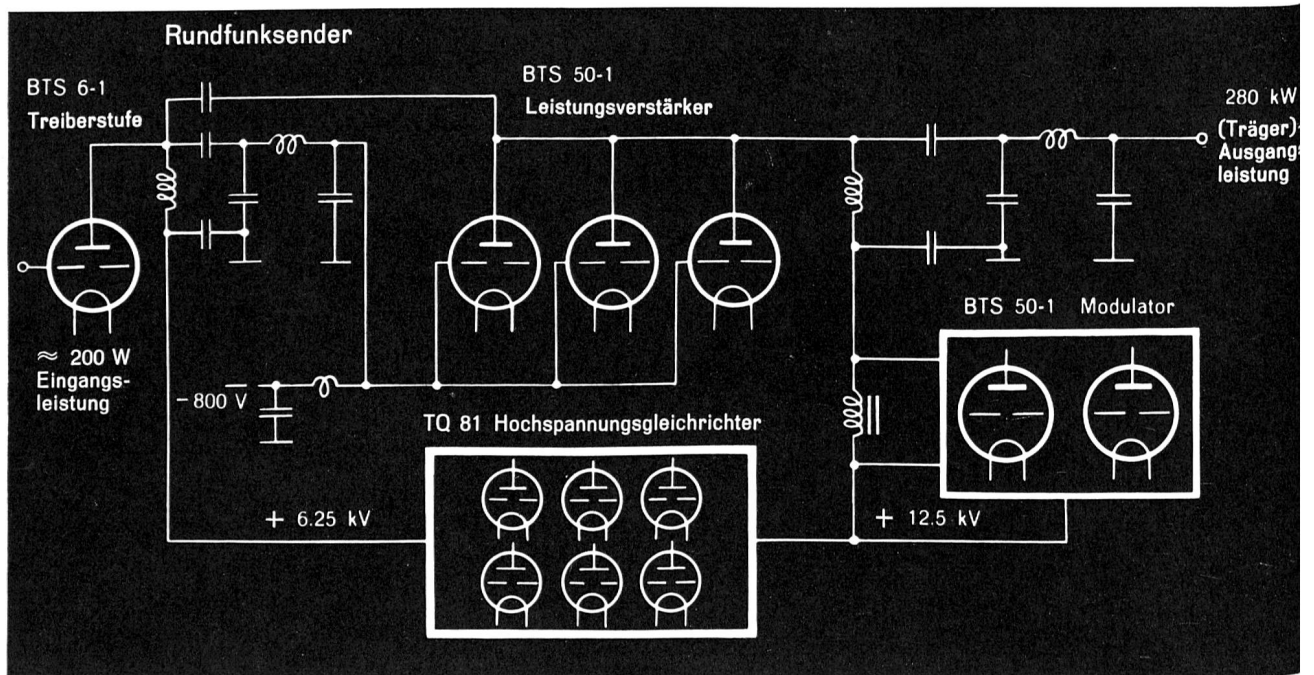 Rundfunksender
BTS 6-1
Treiberstufe
BTS 50-1
Leistungsverstärker
280 kW
(Träger)-
Ausgangs-
leistung
≈ 200 W
Eingangs-
leistung
- 800 V
BTS 50-1 Modulator
TQ 81 Hochspannungsgleichrichter
+ 6.25 kV
+ 12.5 kV